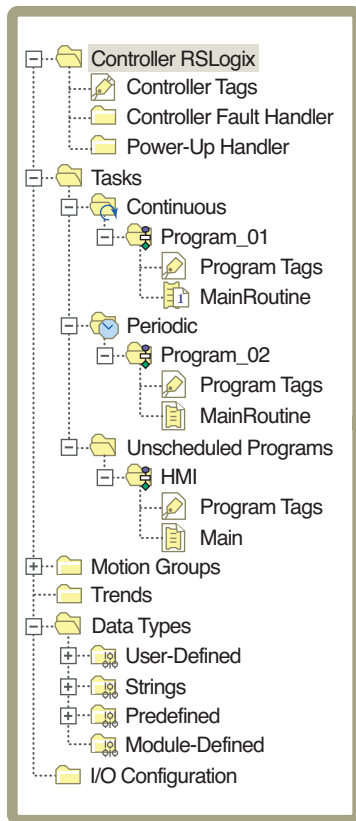 Controller RSLogix
Controller Tags
Controller Fault Handler
Power-Up Handler
Tasks
Continuous
Program_01
Program Tags
1 MainRoutine
Periodic
Program_02
Program Tags
MainRoutine
Unscheduled Programs
HMI
Program Tags
Main
Motion Groups
Trends
Data Types
User-Defined
Strings
Predefined
Module-Defined
I/O Configuration